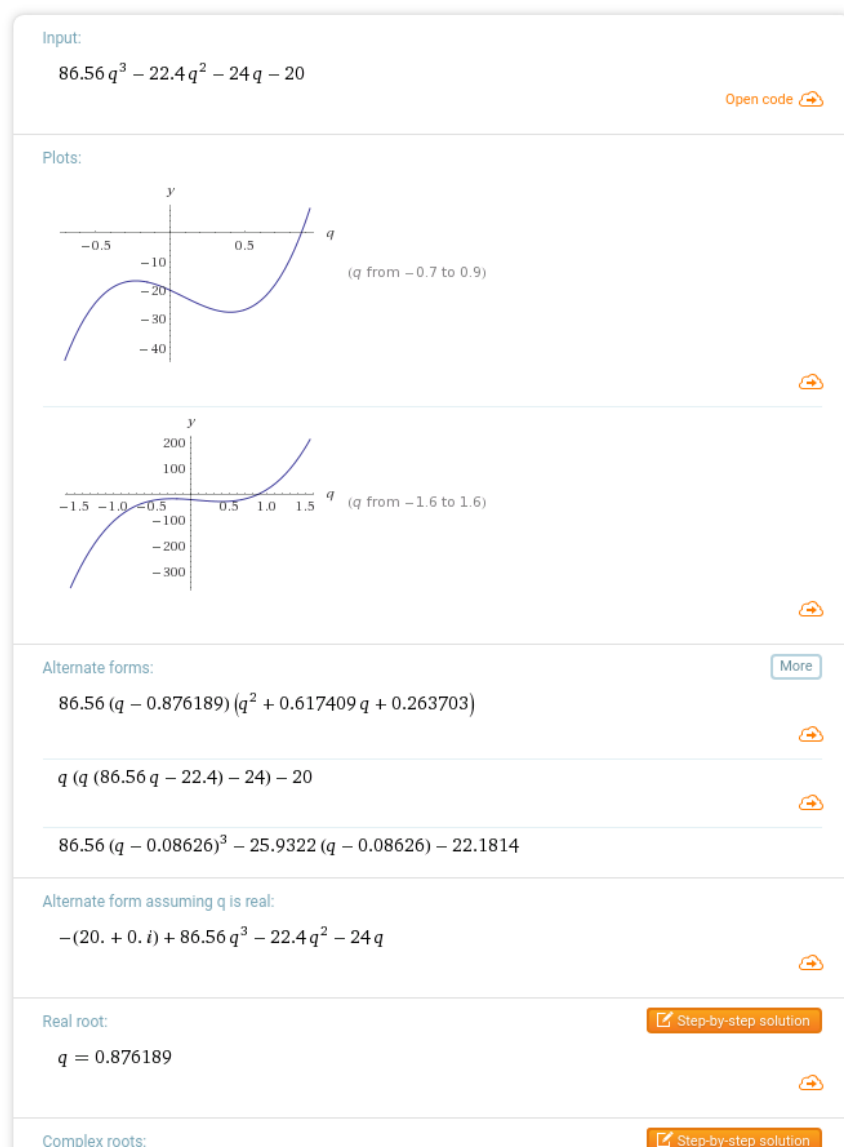 Input:
86.56 q³ − 22.4 q² − 24 q − 20
Open code
Plots:
y
q
−0.5
0.5
−10
−20
−30
−40
(q from −0.7 to 0.9)
y
200
100
q
−1.5 −1.0 −0.5 0.5 1.0 1.5
(q from −1.6 to 1.6)
−100
−200
−300
Alternate forms:
More
86.56 (q − 0.876189) (q² + 0.617409 q + 0.263703)
q (q (86.56 q − 22.4) − 24) − 20
86.56 (q − 0.08626)³ − 25.9322 (q − 0.08626) − 22.1814
Alternate form assuming q is real:
−(20. + 0. i) + 86.56 q³ − 22.4 q² − 24 q
Real root:
Step-by-step solution
q = 0.876189
Complex roots:
Step-by-step solution